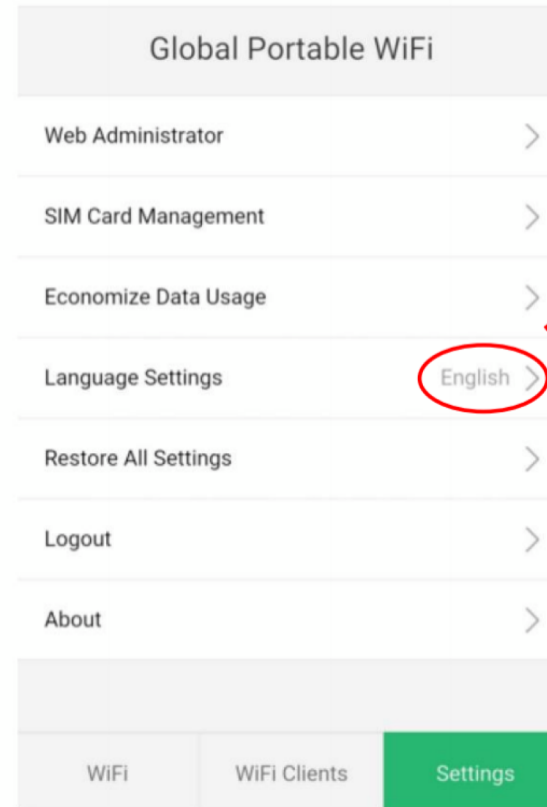 Global Portable WiFi
Web Administrator
SIM Card Management
Economize Data Usage
Language Settings English
Restore All Settings
Logout
About
WiFi WiFi Clients Settings